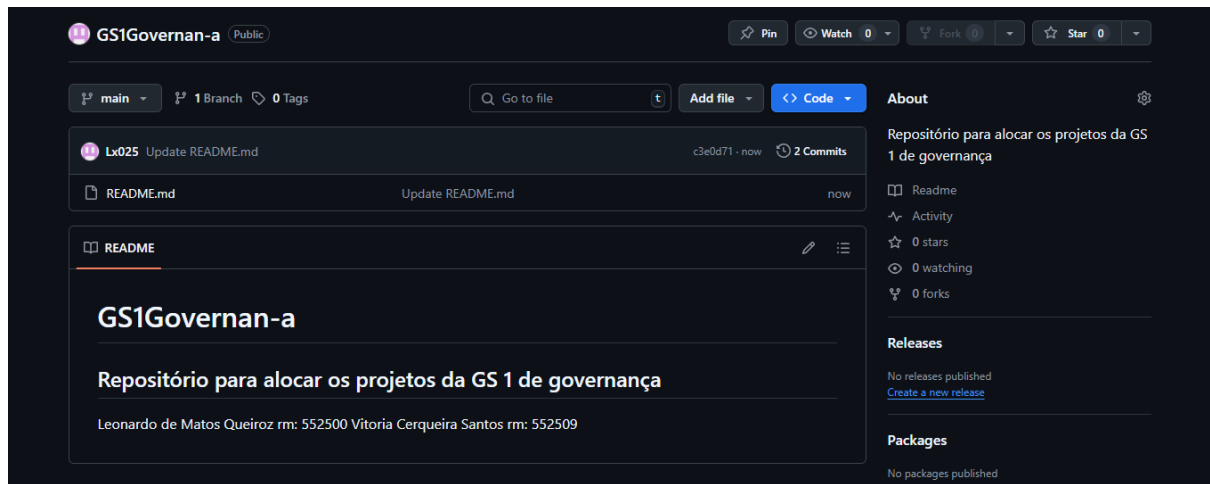 GS1Governan-a Public
Pin
Watch 0
Fork 0
Star 0
main
1 Branch
0 Tags
Go to file t
Add file
<> Code
Lx025 Update README.md
c3e0d71 · now
2 Commits
README.md Update README.md now
README
GS1Governan-a
Repositório para alocar os projetos da GS 1 de governança
Leonardo de Matos Queiroz rm: 552500 Vitoria Cerqueira Santos rm: 552509
About
Repositório para alocar os projetos da GS
1 de governança
Readme
Activity
0 stars
0 watching
0 forks
Releases
No releases published
Create a new release
Packages
No packages published